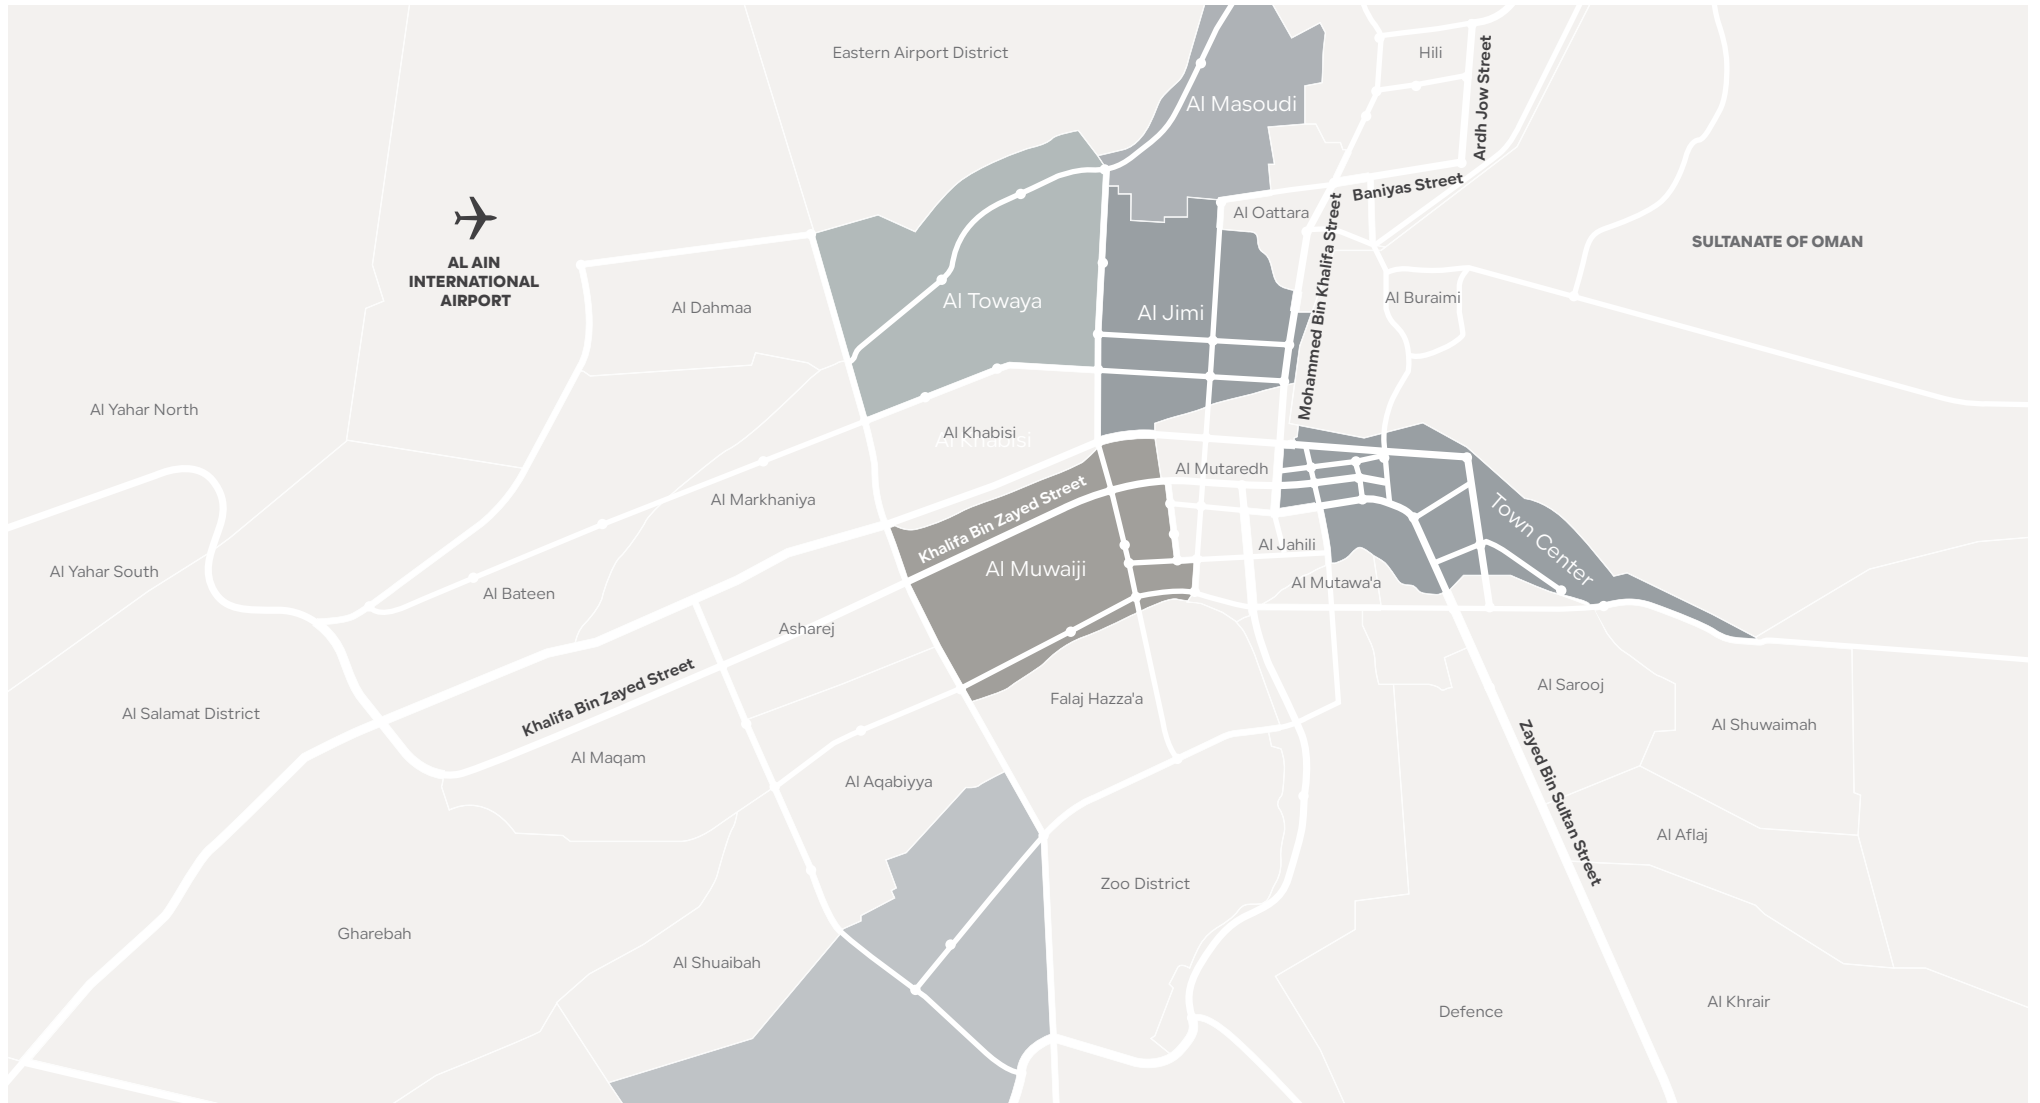 Eastern Airport District
Hili
Ardh Jow Street
Al Masoudi
Baniyas Street
Al Oattara
Mohammed Bin Khalifa Street
SULTANATE OF OMAN
AL AIN
INTERNATIONAL
AIRPORT
Al Dahmaa
Al Towaya
Al Jimi
Al Buraimi
Al Yahar North
Al Khabisi
Al Khabisi
Al Mutaredh
Al Markhaniya
Khalifa Bin Zayed Street
Town Center
Al Jahili
Al Yahar South
Al Bateen
Al Muwaiji
Al Mutawa'a
Asharej
Khalifa Bin Zayed Street
Falaj Hazza'a
Al Sarooj
Al Salamat District
Al Shuwaimah
Al Maqam
Al Aqabiyya
Zayed Bin Sultan Street
Al Aflaj
Zoo District
Gharebah
Al Shuaibah
Defence
Al Khrair